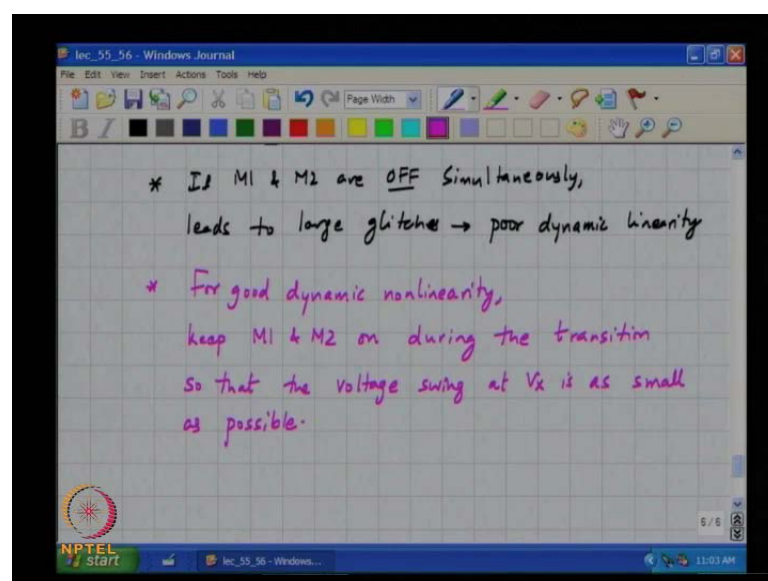 lec_55_56 - Windows Journal
File Edit View Insert Actions Tools Help
Page Width
B I
* If M1 & M2 are OFF simultaneously,
leads to large glitches → poor dynamic linearity
* For good dynamic nonlinearity,
keep M1 & M2 on during the transition
so that the voltage swing at Vx is as small
as possible.
6/6
NPTEL
start lec_55_56 - Windows... 11:03 AM